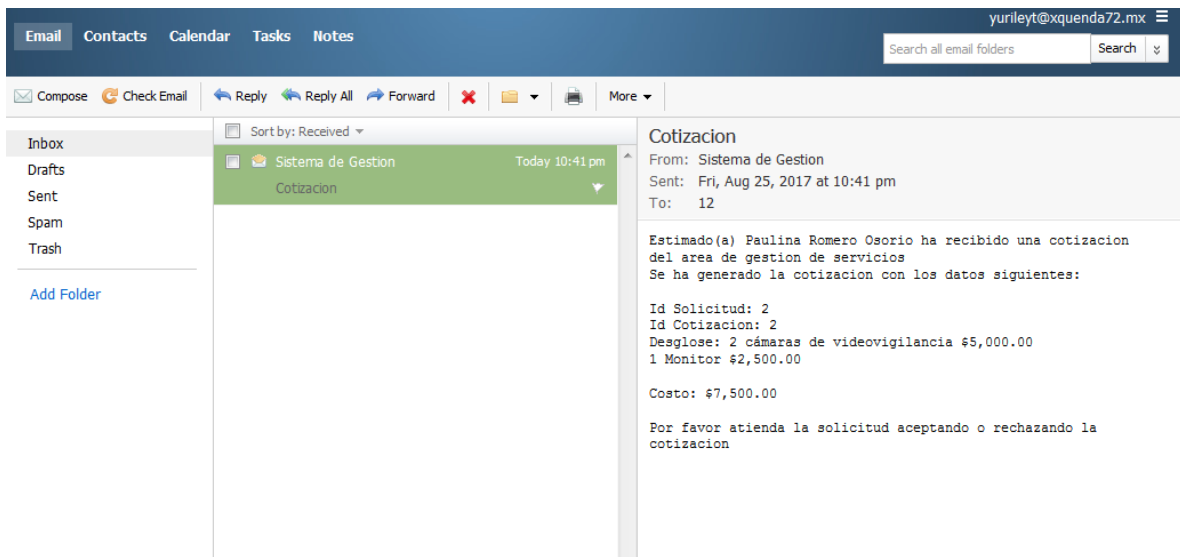 yurileyt@xquenda72.mx
Email Contacts Calendar Tasks Notes
Search all email folders Search
Compose Check Email Reply Reply All Forward More
Inbox
Drafts
Sent
Spam
Trash
Add Folder
Sort by: Received
Sistema de Gestion Today 10:41 pm
Cotizacion
Cotizacion
From: Sistema de Gestion
Sent: Fri, Aug 25, 2017 at 10:41 pm
To: 12
Estimado(a) Paulina Romero Osorio ha recibido una cotizacion
del area de gestion de servicios
Se ha generado la cotizacion con los datos siguientes:
Id Solicitud: 2
Id Cotizacion: 2
Desglose: 2 cámaras de videovigilancia $5,000.00
1 Monitor $2,500.00
Costo: $7,500.00
Por favor atienda la solicitud aceptando o rechazando la
cotizacion